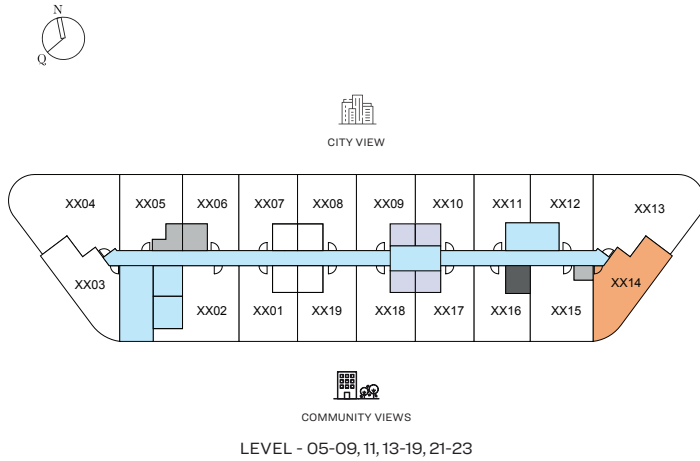 N
Q
CITY VIEW
XX04 XX05 XX06 XX07 XX08 XX09 XX10 XX11 XX12 XX13
XX03 XX14
XX02 XX01 XX19 XX18 XX17 XX16 XX15
COMMUNITY VIEWS
LEVEL - 05-09, 11, 13-19, 21-23